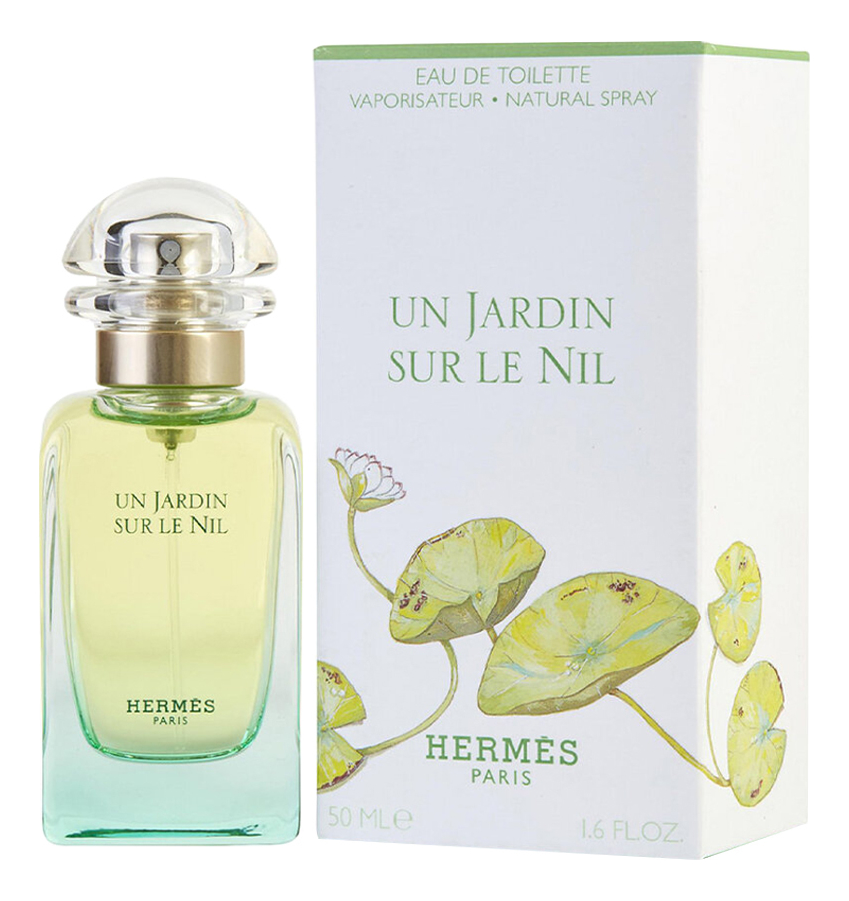 EAU DE TOILETTE
VAPORISATEUR • NATURAL SPRAY
UN JARDIN
SUR LE NIL
HERMÈS
PARIS
50 ML e
1.6 FL.OZ.
UN JARDIN
SUR LE NIL
HERMÈS
PARIS